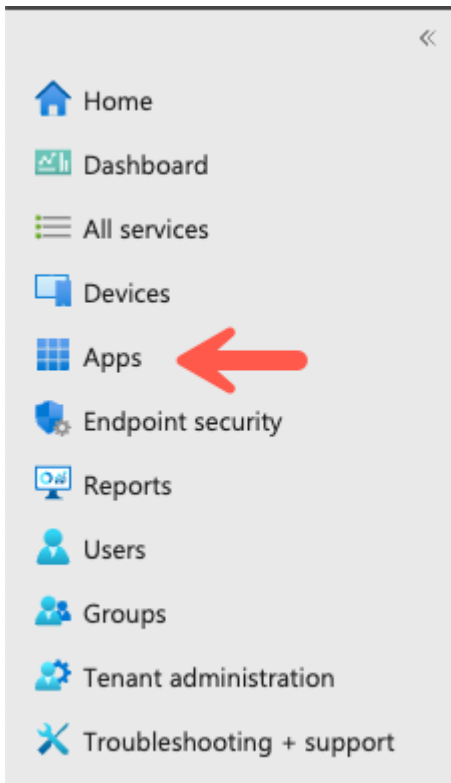 Home
Dashboard
All services
Devices
Apps
Endpoint security
Reports
Users
Groups
Tenant administration
Troubleshooting + support